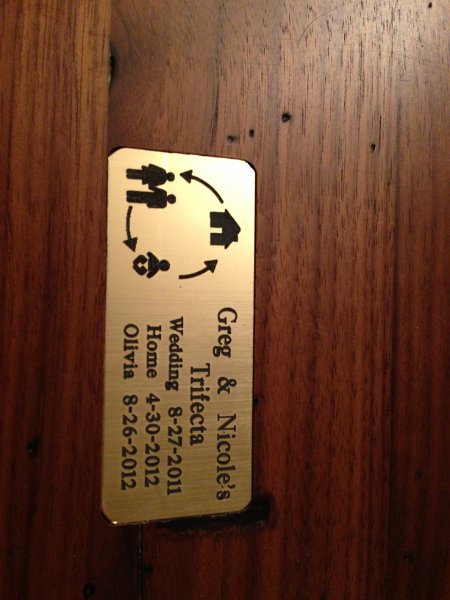 Greg & Nicole's
Trifecta
Wedding 8-27-2011
Home 4-30-2012
Olivia 8-26-2012